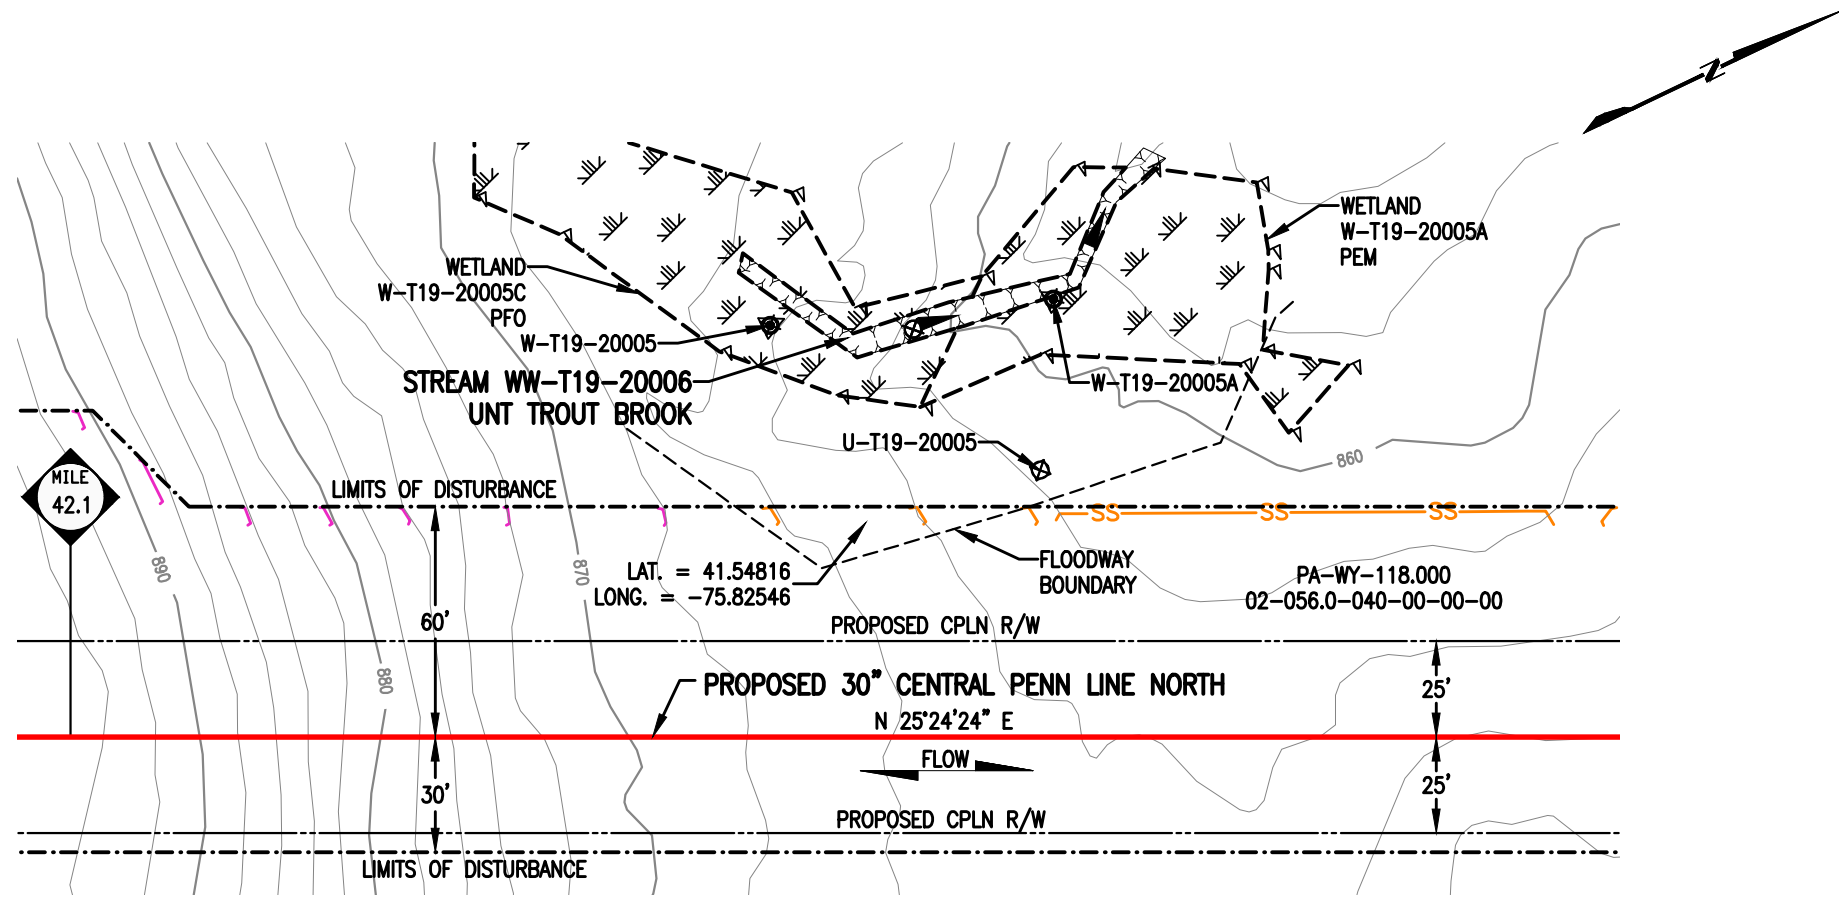 N
WETLAND
W-T19-20005A
PEM
WETLAND
W-T19-20005C
PFO
W-T19-20005
STREAM WW-T19-20006
UNT TROUT BROOK
W-T19-20005A
U-T19-20005
860
MILE
42.1
LIMITS OF DISTURBANCE
SS
SS
SS
890
870
LAT. = 41.54816
LONG. = -75.82546
FLOODWAY
BOUNDARY
PA-WY-118.000
02-056.0-040-00-00-00
60'
PROPOSED CPLN R/W
880
PROPOSED 30" CENTRAL PENN LINE NORTH
25'
N 25°24'24" E
FLOW
30'
25'
PROPOSED CPLN R/W
LIMITS OF DISTURBANCE